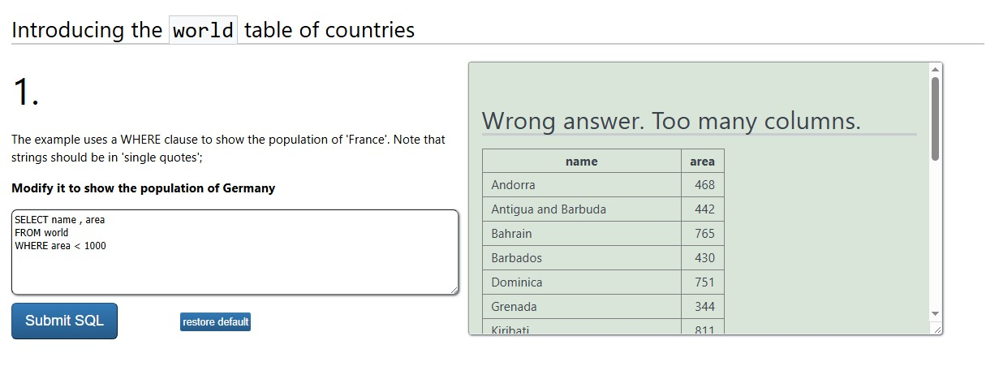 Introducing the world table of countries
1.
The example uses a WHERE clause to show the population of 'France'. Note that
strings should be in 'single quotes';
Modify it to show the population of Germany
SELECT name , area
FROM world
WHERE area < 1000
Submit SQL
restore default
Wrong answer. Too many columns.
name area
Andorra 468
Antigua and Barbuda 442
Bahrain 765
Barbados 430
Dominica 751
Grenada 344
Kiribati 811